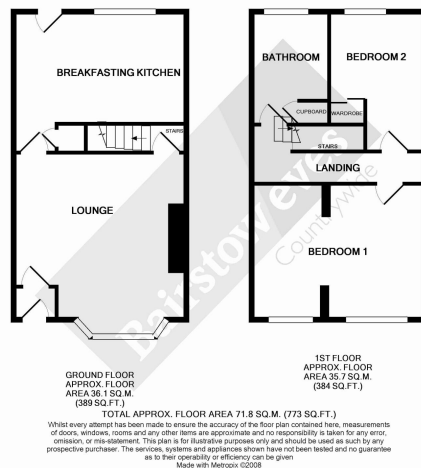 BREAKFASTING KITCHEN
STAIRS
LOUNGE
BATHROOM
BEDROOM 2
CUPBOARD
WARDROBE
STAIRS
LANDING
BEDROOM 1
Bairstow eves
Countrywide
GROUND FLOOR
APPROX. FLOOR
AREA 36.1 SQ.M.
(389 SQ.FT.)
1ST FLOOR
APPROX. FLOOR
AREA 35.7 SQ.M.
(384 SQ.FT.)
TOTAL APPROX. FLOOR AREA 71.8 SQ.M. (773 SQ.FT.)
Whilst every attempt has been made to ensure the accuracy of the floor plan contained here, measurements
of doors, windows, rooms and any other items are approximate and no responsibility is taken for any error,
omission, or mis-statement. This plan is for illustrative purposes only and should be used as such by any
prospective purchaser. The services, systems and appliances shown have not been tested and no guarantee
as to their operability or efficiency can be given
Made with Metropix ©2008